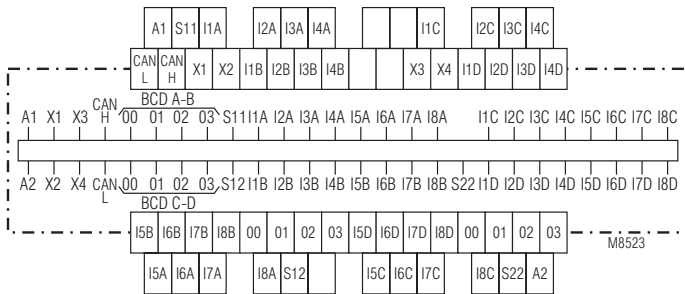 A1 S11 I1A I2A I3A I4A I1C I2C I3C I4C
CAN L CAN H X1 X2 I1B I2B I3B I4B X3 X4 I1D I2D I3D I4D
BCD A-B
A1 X1 X3 CAN H 00 01 02 03 S11 I1A I2A I3A I4A I5A I6A I7A I8A I1C I2C I3C I4C I5C I6C I7C I8C
A2 X2 X4 CAN L 00 01 02 03 S12 I1B I2B I3B I4B I5B I6B I7B I8B S22 I1D I2D I3D I4D I5D I6D I7D I8D
BCD C-D
I5B I6B I7B I8B 00 01 02 03 I5D I6D I7D I8D 00 01 02 03
M8523
I5A I6A I7A I8A S12 I5C I6C I7C I8C S22 A2